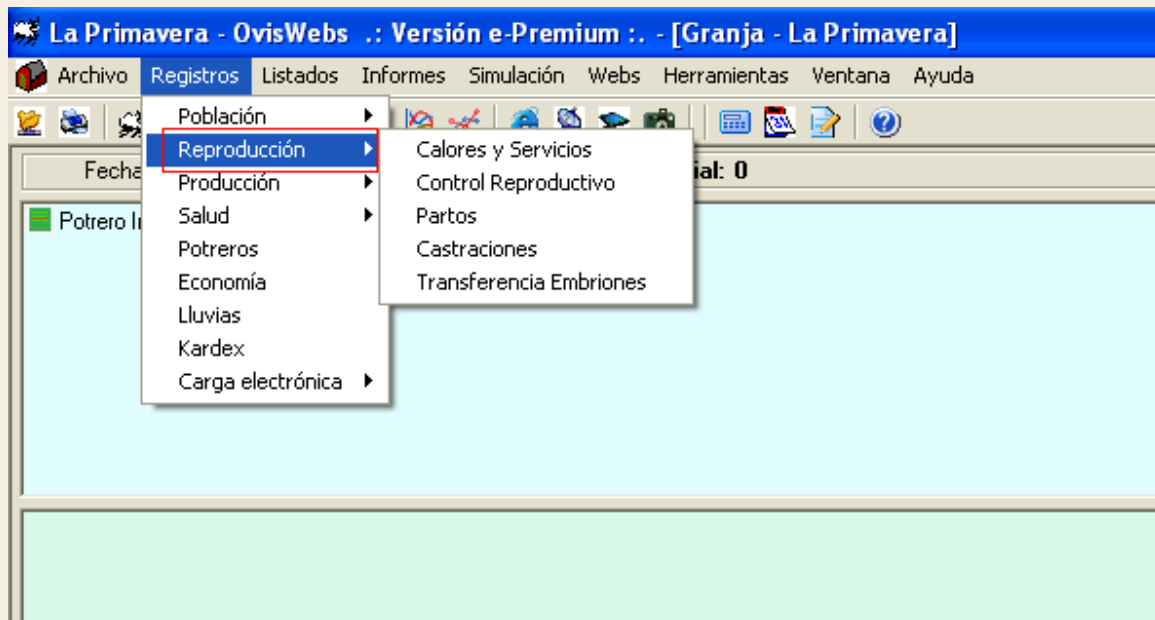 La Primavera - OvisWebs .: Versión e-Premium :. - [Granja - La Primavera]
Archivo Registros Listados Informes Simulación Webs Herramientas Ventana Ayuda
Fecha
ial: 0
Potrero
Población
Reproducción
Producción
Salud
Potreros
Economía
Lluvias
Kardex
Carga electrónica
Calores y Servicios
Control Reproductivo
Partos
Castraciones
Transferencia Embriones